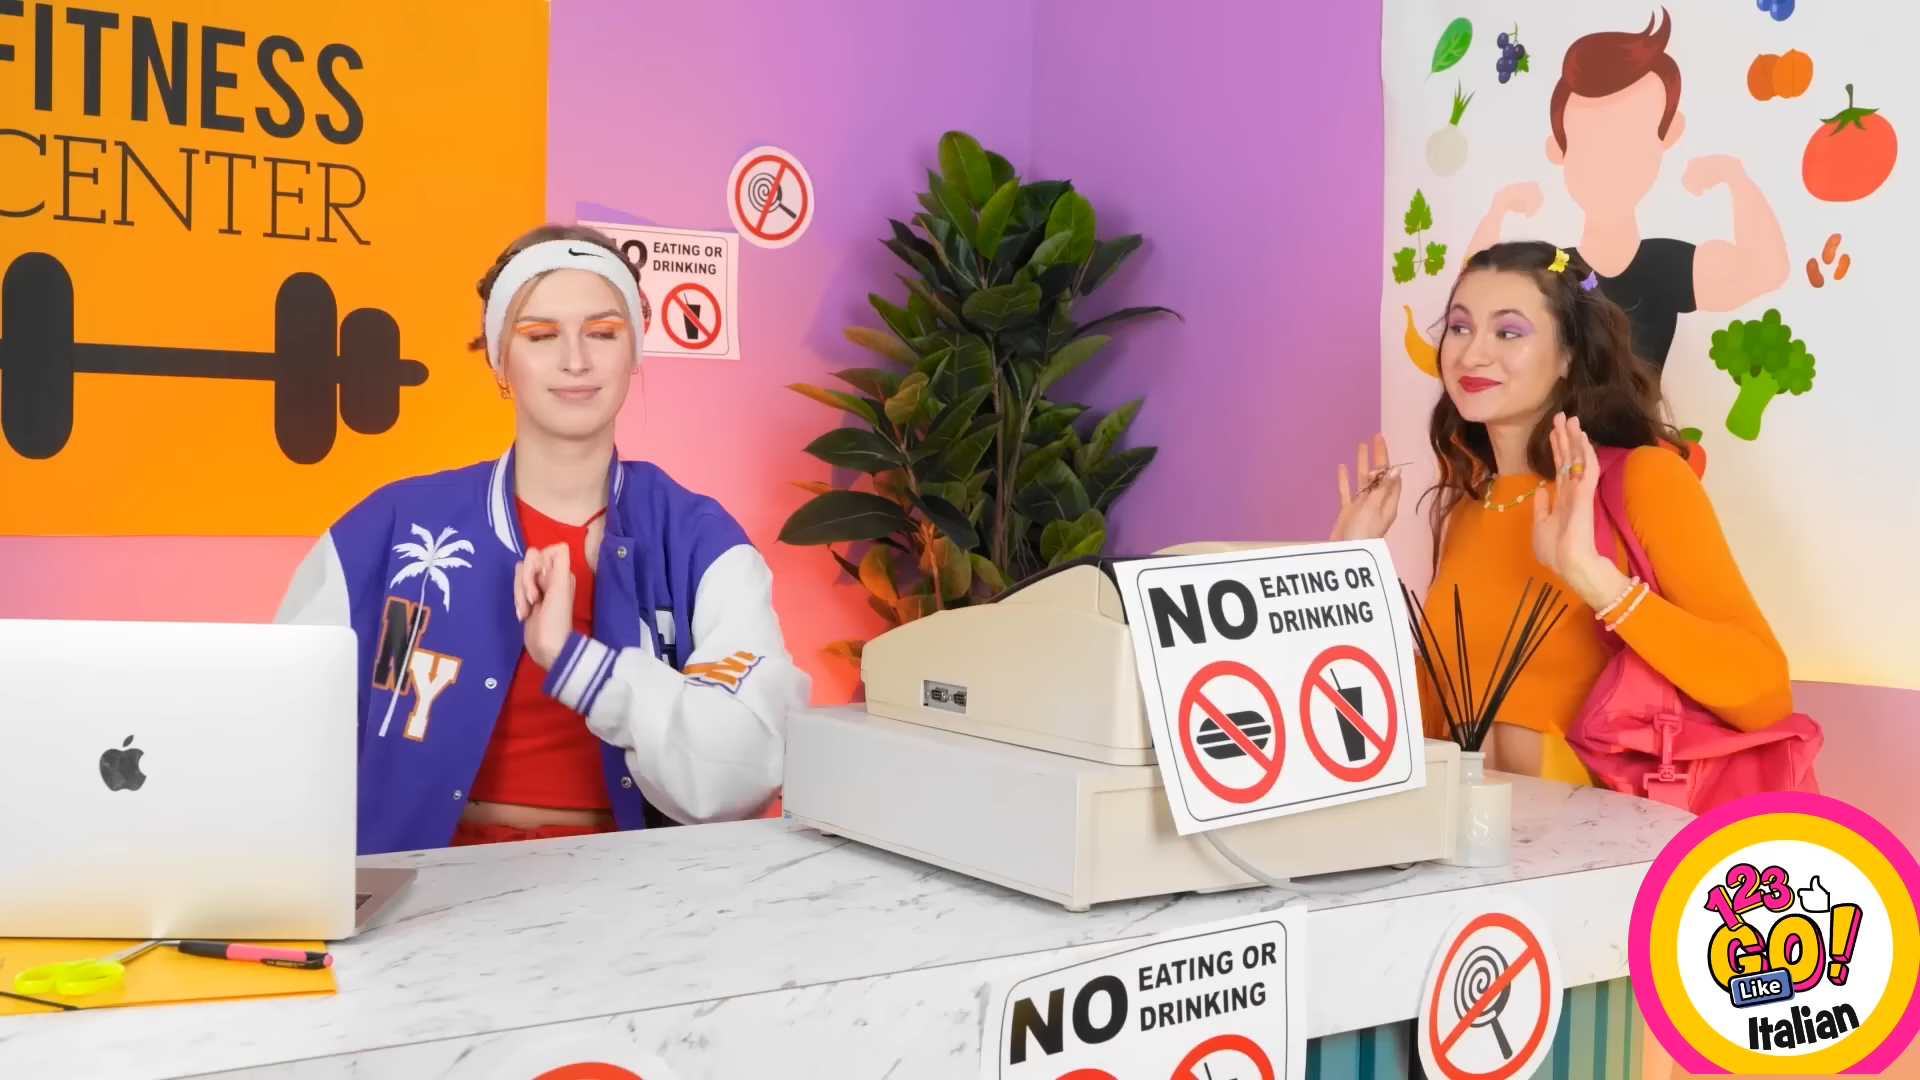 FITNESS
CENTER
NO EATING OR
DRINKING
NO EATING OR
DRINKING
NO EATING OR
DRINKING
NY
S
123
GO!
Like
Italian